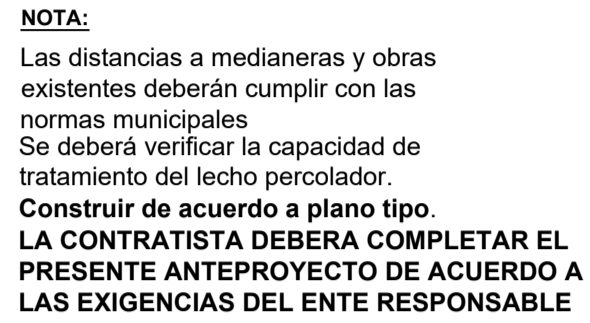 NOTA:
Las distancias a medianeras y obras
existentes deberán cumplir con las
normas municipales
Se deberá verificar la capacidad de
tratamiento del lecho percolador.
Construir de acuerdo a plano tipo.
LA CONTRATISTA DEBERA COMPLETAR EL
PRESENTE ANTEPROYECTO DE ACUERDO A
LAS EXIGENCIAS DEL ENTE RESPONSABLE